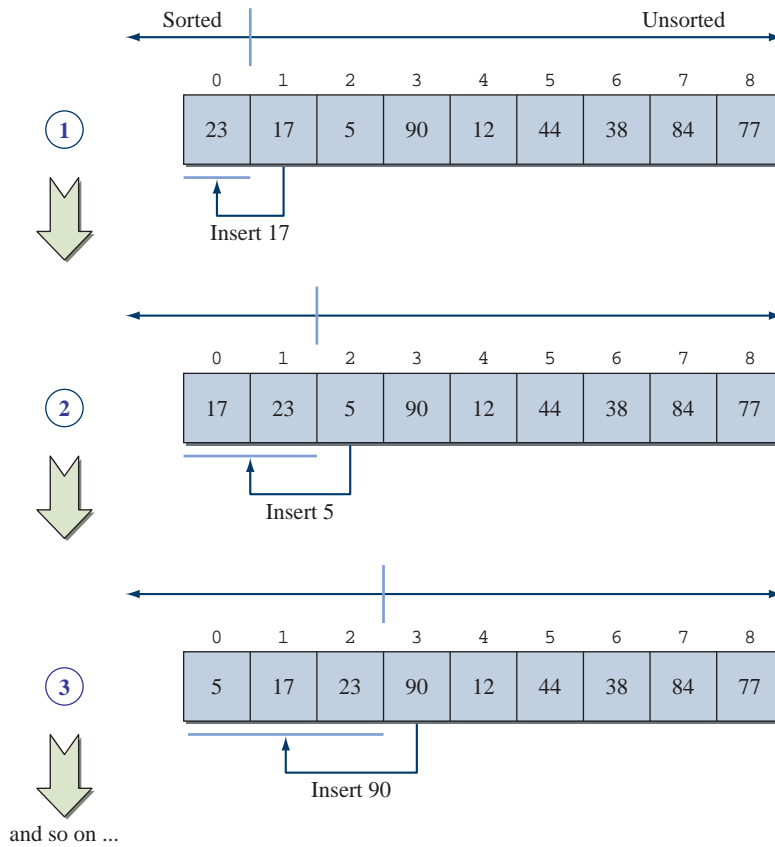 Sorted Unsorted
0 1 2 3 4 5 6 7 8
1 23 17 5 90 12 44 38 84 77
Insert 17
0 1 2 3 4 5 6 7 8
2 17 23 5 90 12 44 38 84 77
Insert 5
0 1 2 3 4 5 6 7 8
3 5 17 23 90 12 44 38 84 77
Insert 90
and so on ...